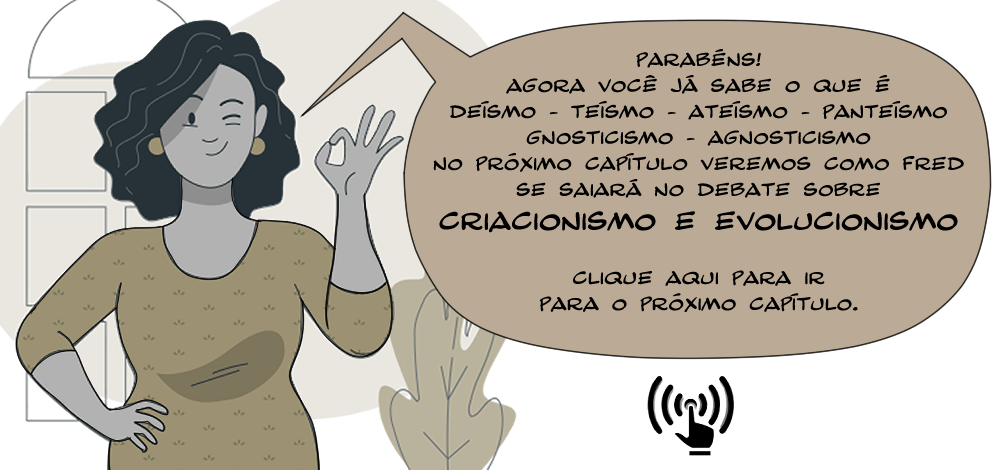 PARABÉNS!
AGORA VOCÊ JÁ SABE O QUE É
DEÍSMO - TEÍSMO - ATEÍSMO - PANTEÍSMO
GNOSTICISMO - AGNOSTICISMO
NO PRÓXIMO CAPÍTULO VEREMOS COMO FRED
SE SAIARÁ NO DEBATE SOBRE
CRIACIONISMO E EVOLUCIONISMO
CLIQUE AQUI PARA IR
PARA O PRÓXIMO CAPÍTULO.